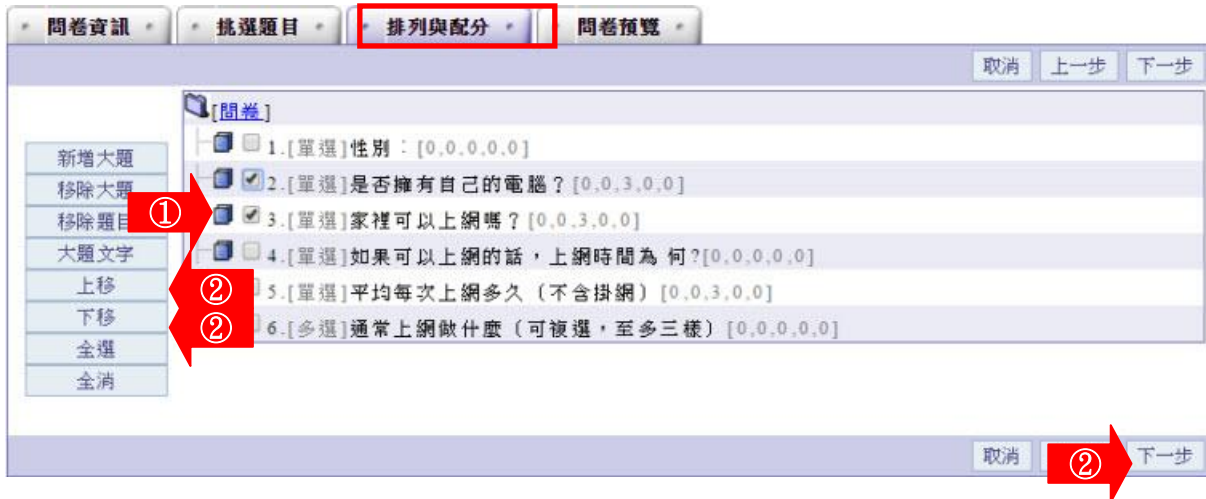 問卷資訊 挑選題目 排列與配分 問卷預覽
取消 上一步 下一步
[問卷]
1.[單選]性別：[0,0,0,0,0]
2.[單選]是否擁有自己的電腦？[0,0,3,0,0]
3.[單選]家裡可以上網嗎？[0,0,3,0,0]
4.[單選]如果可以上網的話，上網時間為 何?[0,0,0,0,0]
5.[單選]平均每次上網多久（不含掛網）[0,0,3,0,0]
6.[多選]通常上網做什麼（可複選，至多三樣）[0,0,0,0,0]
新增大題
移除大題
移除題目
大題文字
上移
下移
全選
全消
①
②
②
取消 ② 下一步